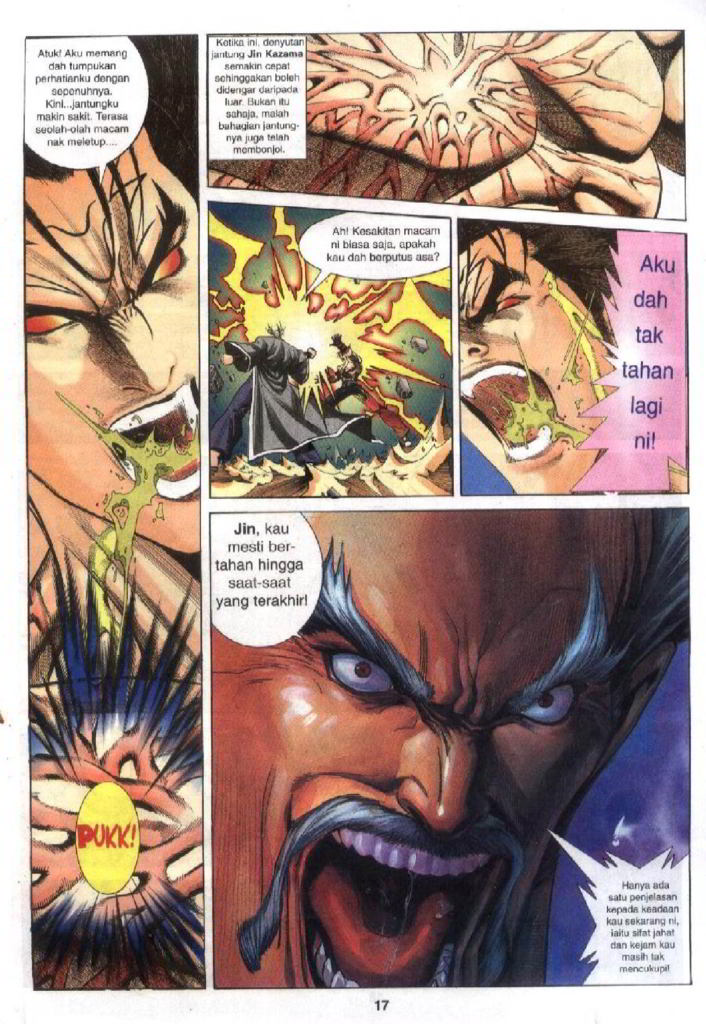 Atuk! Aku memang
dah tumpukan
perhatianku dengan
sepenuhnya.
Kini...jantungku
makin sakit. Terasa
seolah-olah macam
nak meletup....
PUKK!
Ketika ini, denyutan
jantung Jin Kazama
semakin cepat
sehinggakan boleh
didengar daripada
luar. Bukan itu
sahaja, malah
bahagian jantung-
nya juga telah
membonjol.
Ah! Kesakitan macam
ni biasa saja, apakah
kau dah berputus asa?
Aku
dah
tak
tahan
lagi
ni!
Jin, kau
mesti ber-
tahan hingga
saat-saat
yang terakhir!
Hanya ada
satu penjelasan
kepada keadaan
kau sekarang ni,
iaitu sifat jahat
dan kejam kau
masih tak
mencukupi!
17